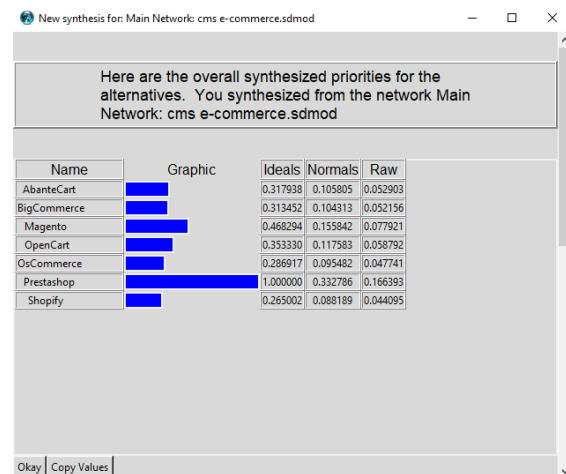 New synthesis for: Main Network: cms e-commerce.sdmod
Here are the overall synthesized priorities for the
alternatives. You synthesized from the network Main
Network: cms e-commerce.sdmod
Name Graphic Ideals Normals Raw
AbanteCart 0.317938 0.105805 0.052903
BigCommerce 0.313452 0.104313 0.052156
Magento 0.468294 0.155842 0.077921
OpenCart 0.353330 0.117583 0.058792
OsCommerce 0.286917 0.095482 0.047741
Prestashop 1.000000 0.332786 0.166393
Shopify 0.265002 0.088189 0.044095
Okay Copy Values